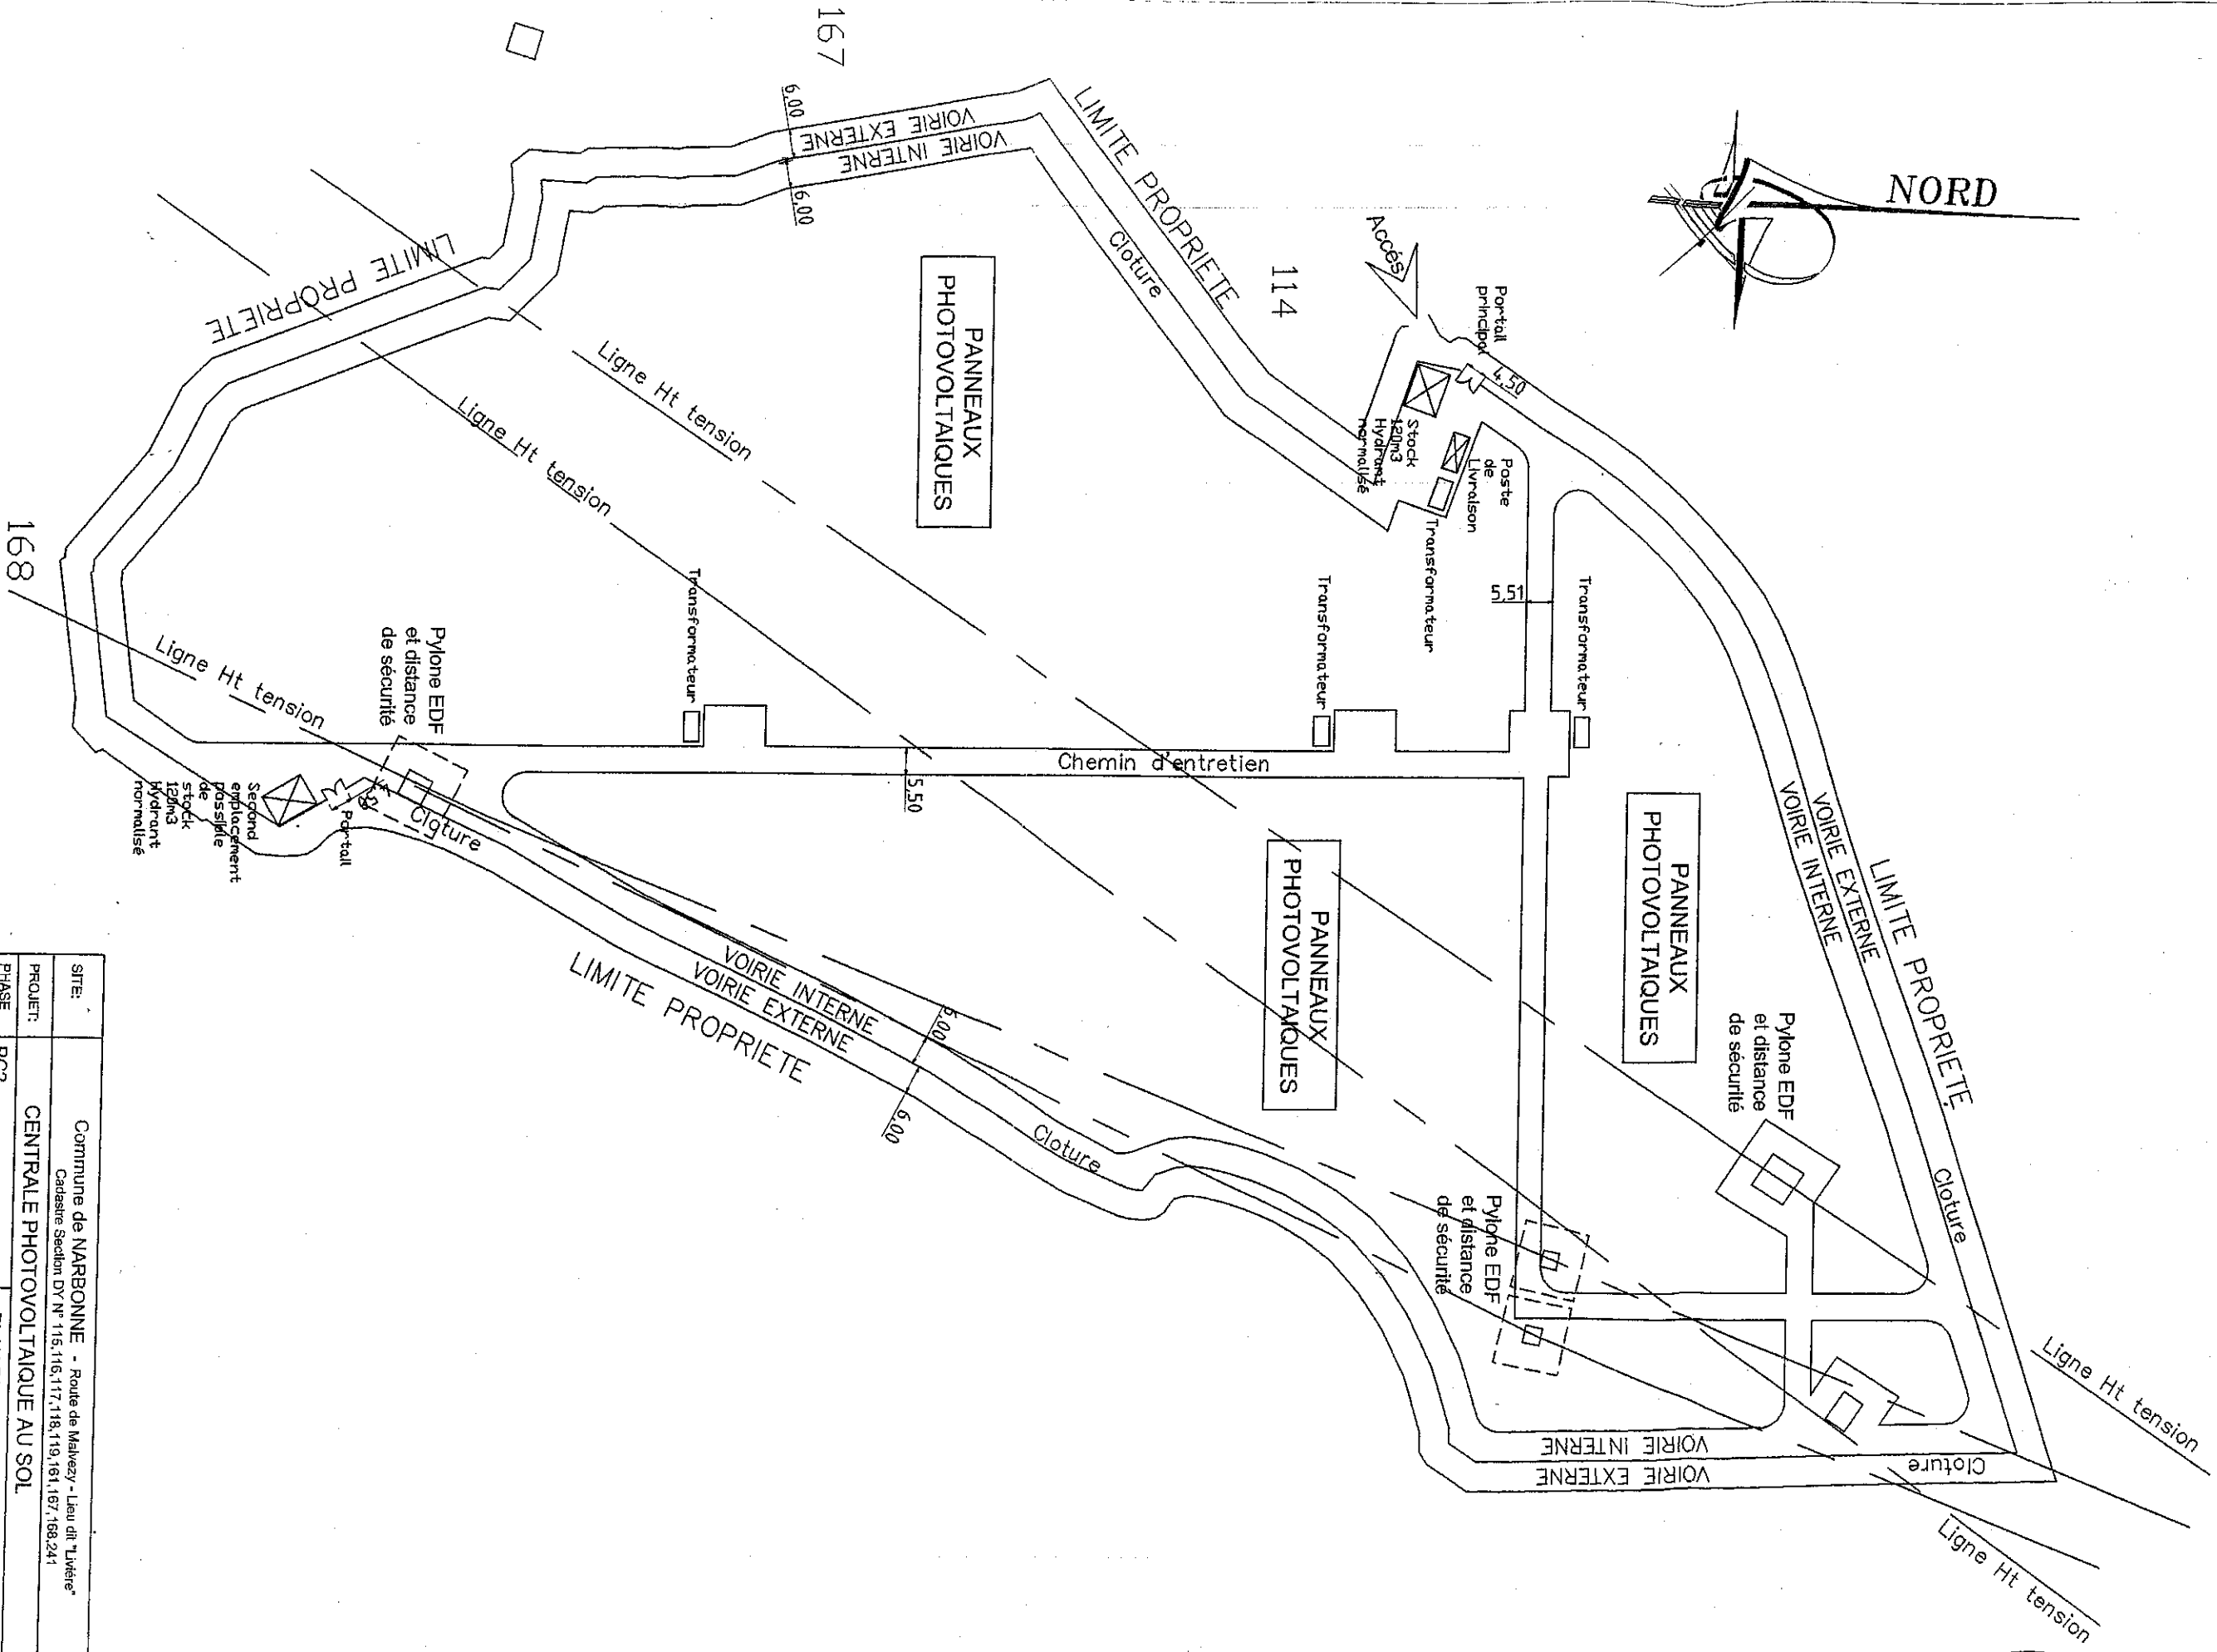 NORD
167
6,00
6,00
VOIRIE EXTERNE
VOIRIE INTERNE
LIMITE PROPRIETE
Cloture
114
Accés
Portail
principal
4,50
Stock
120m3
Hydrant
normalisé
Poste
de
Livraison
Transformateur
5,51
Transformateur
Transformateur
Transformateur
PANNEAUX
PHOTOVOLTAIQUES
LIMITE PROPRIETE
Ligne Ht tension
Ligne Ht tension
168
Ligne Ht tension
Pylone EDF
et distance
de sécurité
Chemin d'entretien
5,50
Second
emplacement
possible
de
stock
120m3
Hydrant
normalisé
Portail
Cloture
VOIRIE INTERNE
VOIRIE EXTERNE
LIMITE PROPRIETE
6,00
6,00
Cloture
PANNEAUX
PHOTOVOLTAIQUES
PANNEAUX
PHOTOVOLTAIQUES
VOIRIE EXTERNE
VOIRIE INTERNE
LIMITE PROPRIETE
Cloture
Pylone EDF
et distance
de sécurité
Pylone EDF
et distance
de sécurité
VOIRIE INTERNE
VOIRIE EXTERNE
Cloture
Ligne Ht tension
Ligne Ht tension
SITE:
Commune de NARBONNE - Route de Malvezy - Lieu dit "Livière"
Cadastre Section DY N° 115,116,117,118,119,161,167,168,241
PROJET:
CENTRALE PHOTOVOLTAIQUE AU SOL
PHASE
PC2